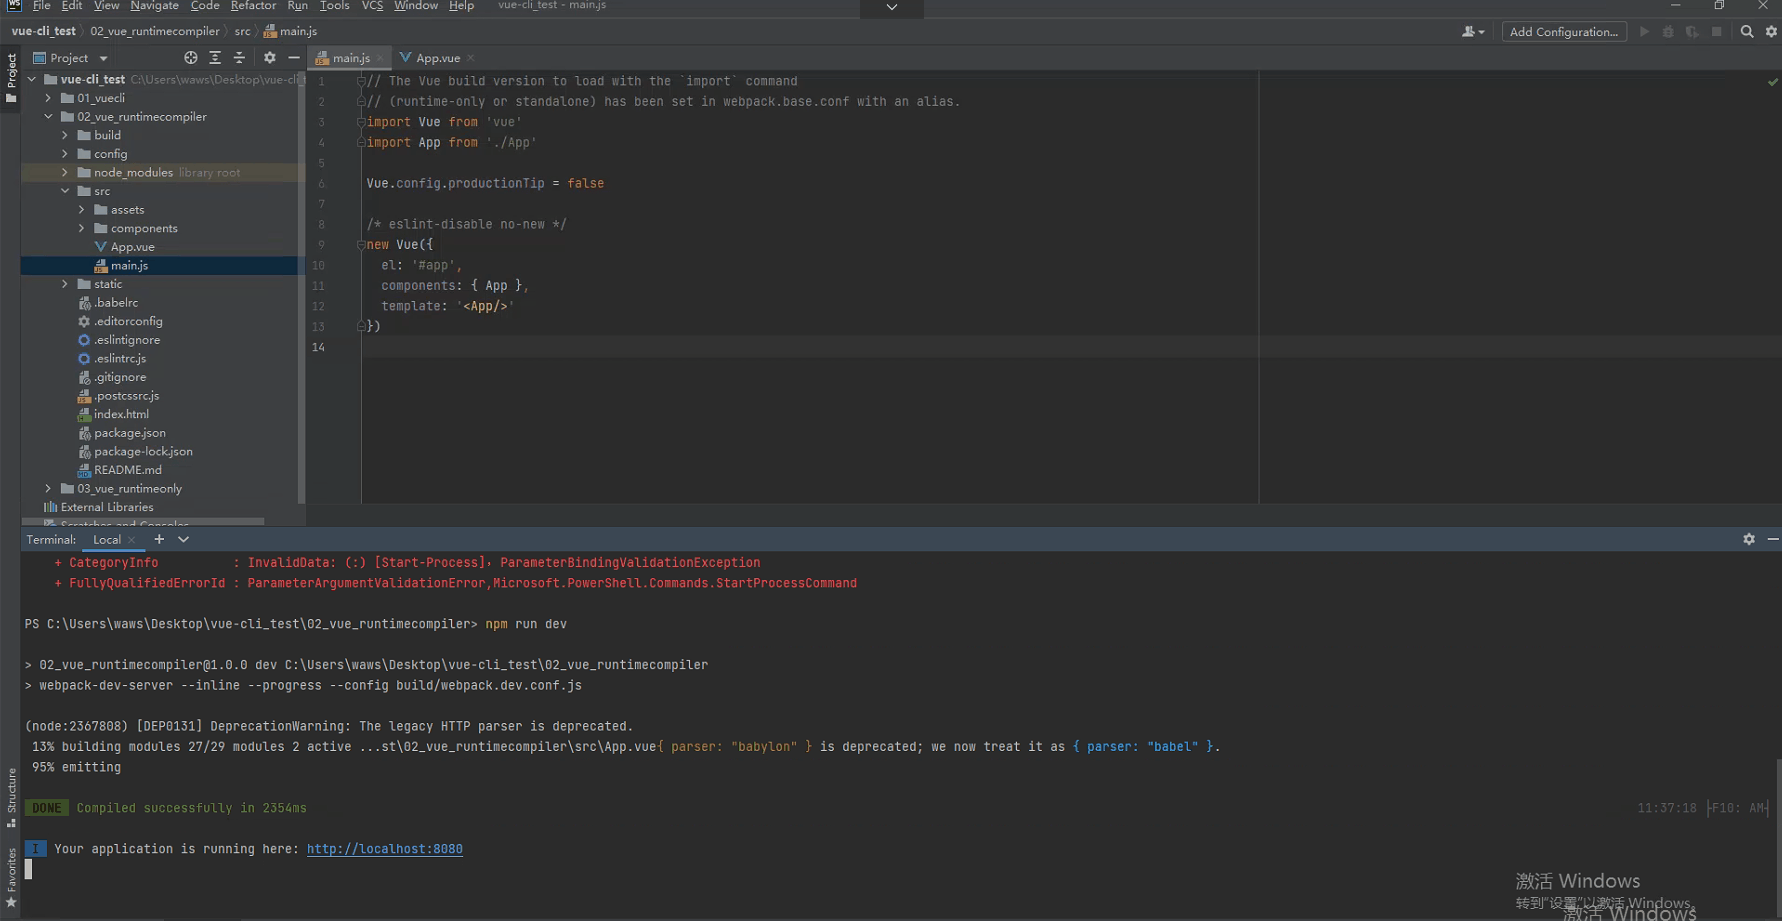 WS File Edit View Navigate Code Refactor Run Tools VCS Window Help vue-cli_test - main.js
vue-cli_test 02_vue_runtimecompiler src main.js Add Configuration...
Project
Project
main.js App.vue
vue-cli_test C:\Users\waws\Desktop\vue-cli_t
01_vuecli
02_vue_runtimecompiler
build
config
node_modules library root
src
assets
components
App.vue
main.js
static
.babelrc
.editorconfig
.eslintignore
.eslintrc.js
.gitignore
.postcssrc.js
index.html
package.json
package-lock.json
README.md
03_vue_runtimeonly
External Libraries
Scratches and Consoles
1 // The Vue build version to load with the `import` command
2 // (runtime-only or standalone) has been set in webpack.base.conf with an alias.
3 import Vue from 'vue'
4 import App from './App'
5
6 Vue.config.productionTip = false
7
8 /* eslint-disable no-new */
9 new Vue({
10 el: '#app',
11 components: { App },
12 template: '<App/>'
13 })
14
Terminal: Local
+ CategoryInfo : InvalidData: (:) [Start-Process], ParameterBindingValidationException
+ FullyQualifiedErrorId : ParameterArgumentValidationError,Microsoft.PowerShell.Commands.StartProcessCommand
PS C:\Users\waws\Desktop\vue-cli_test\02_vue_runtimecompiler> npm run dev
> 02_vue_runtimecompiler@1.0.0 dev C:\Users\waws\Desktop\vue-cli_test\02_vue_runtimecompiler
> webpack-dev-server --inline --progress --config build/webpack.dev.conf.js
(node:2367808) [DEP0131] DeprecationWarning: The legacy HTTP parser is deprecated.
13% building modules 27/29 modules 2 active ...st\02_vue_runtimecompiler\src\App.vue{ parser: "babylon" } is deprecated; we now treat it as { parser: "babel" }.
95% emitting
DONE Compiled successfully in 2354ms 11:37:18 ├F10: AM┤
I Your application is running here: http://localhost:8080
Structure
Favorites
激活 Windows
转到"设置"以激活 Windows。
激活 Windows